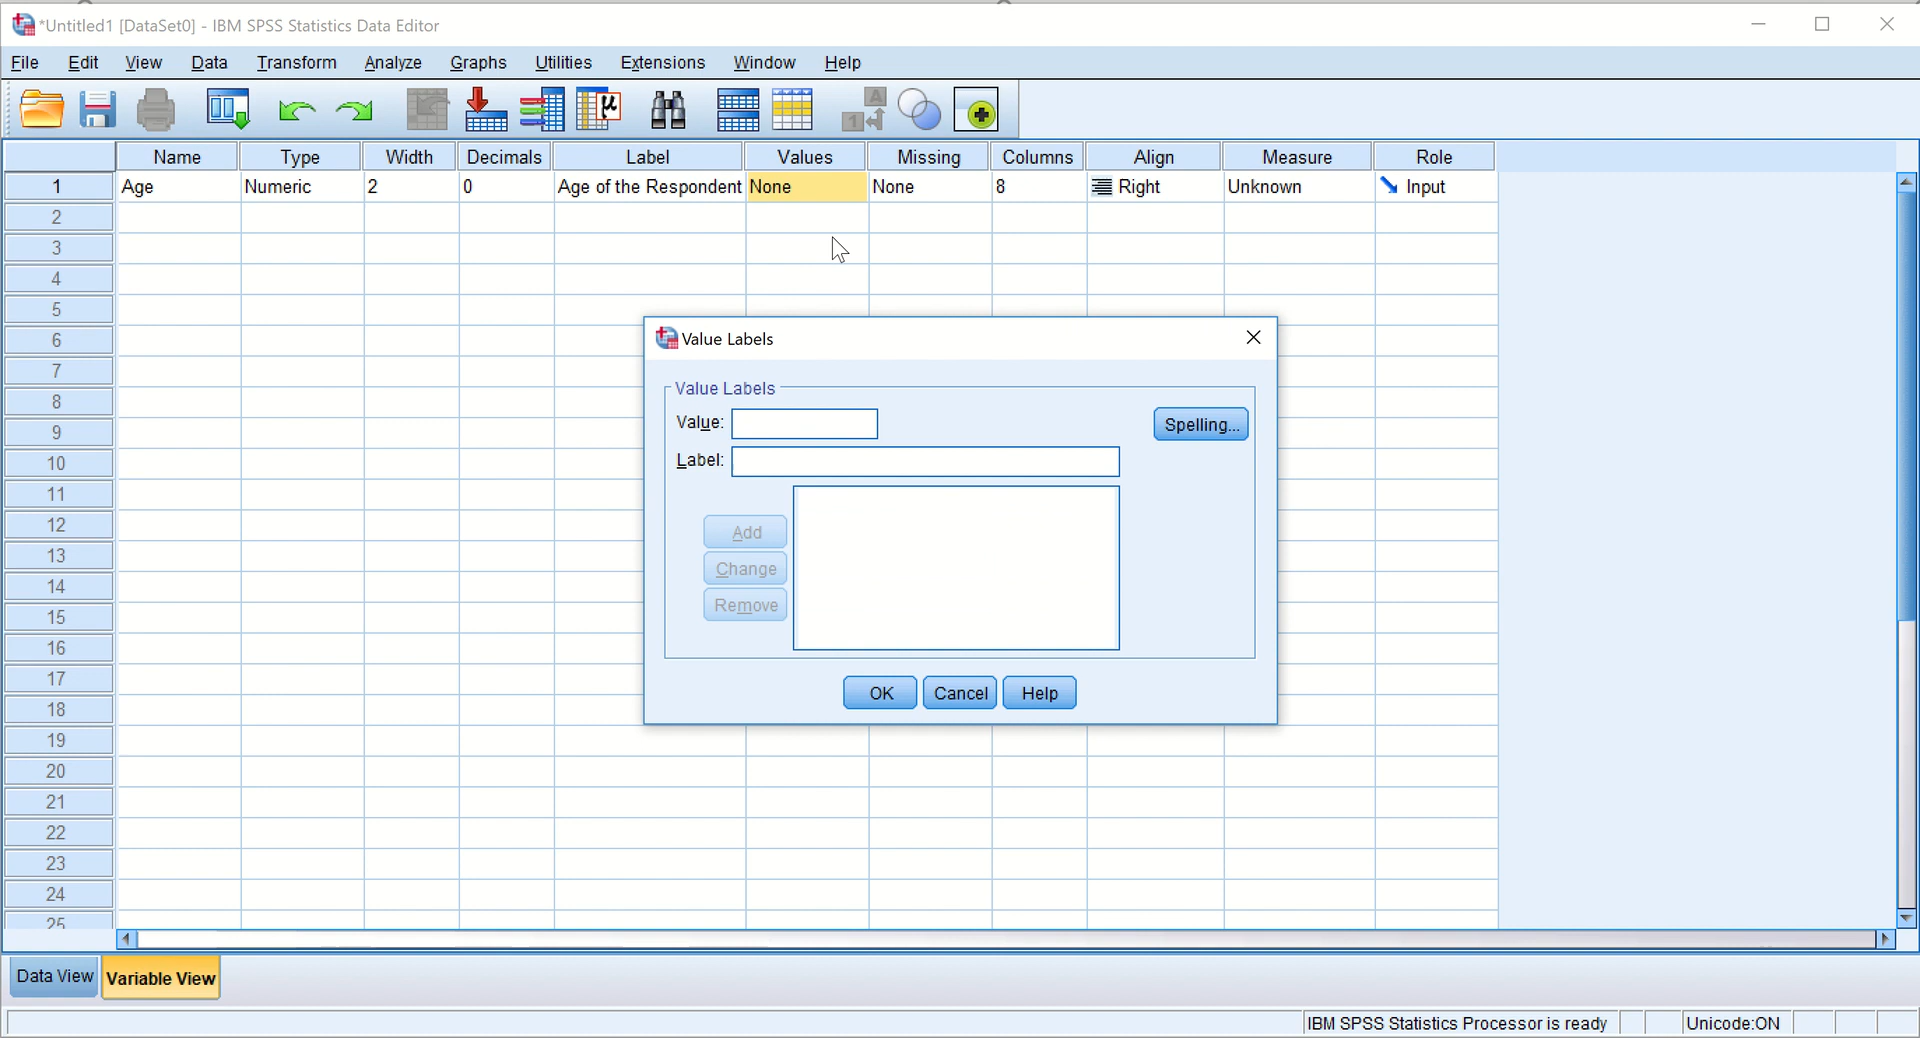 *Untitled1 [DataSet0] - IBM SPSS Statistics Data Editor
File Edit View Data Transform Analyze Graphs Utilities Extensions Window Help
Name Type Width Decimals Label Values Missing Columns Align Measure Role
1 Age Numeric 2 0 Age of the Respondent None None 8 Right Unknown Input
2
3
4
5
6
7
8
9
10
11
12
13
14
15
16
17
18
19
20
21
22
23
24
25
Value Labels
Value Labels
Value:
Spelling...
Label:
Add
Change
Remove
OK Cancel Help
Data View Variable View
IBM SPSS Statistics Processor is ready Unicode:ON